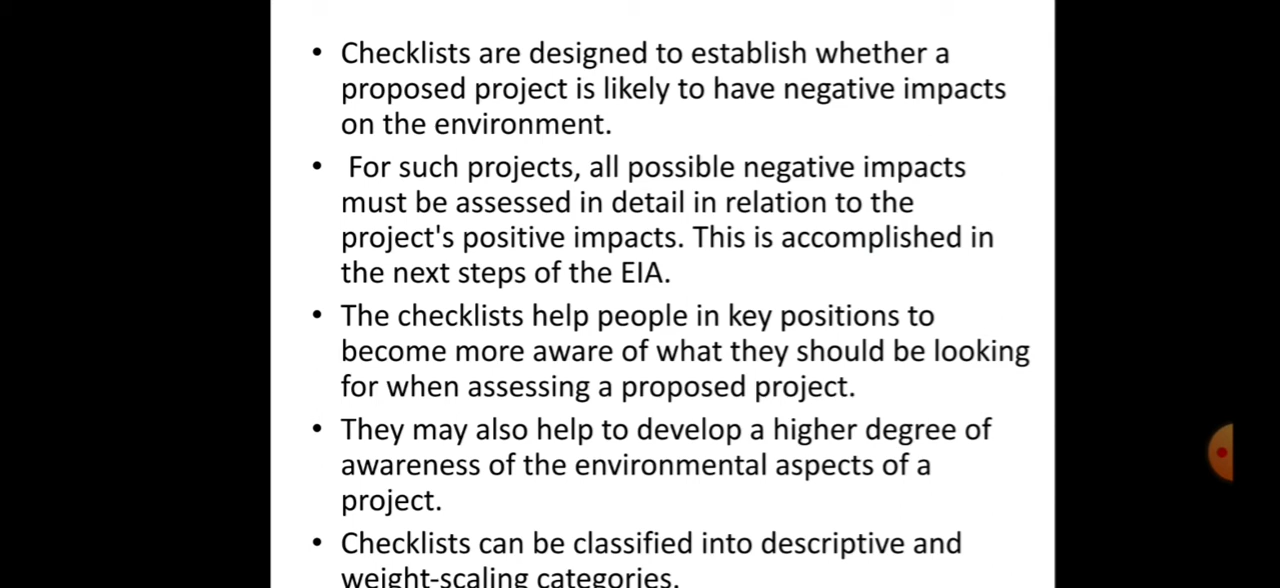 • Checklists are designed to establish whether a
proposed project is likely to have negative impacts
on the environment.
• For such projects, all possible negative impacts
must be assessed in detail in relation to the
project's positive impacts. This is accomplished in
the next steps of the EIA.
• The checklists help people in key positions to
become more aware of what they should be looking
for when assessing a proposed project.
• They may also help to develop a higher degree of
awareness of the environmental aspects of a
project.
• Checklists can be classified into descriptive and
weight-scaling categories.